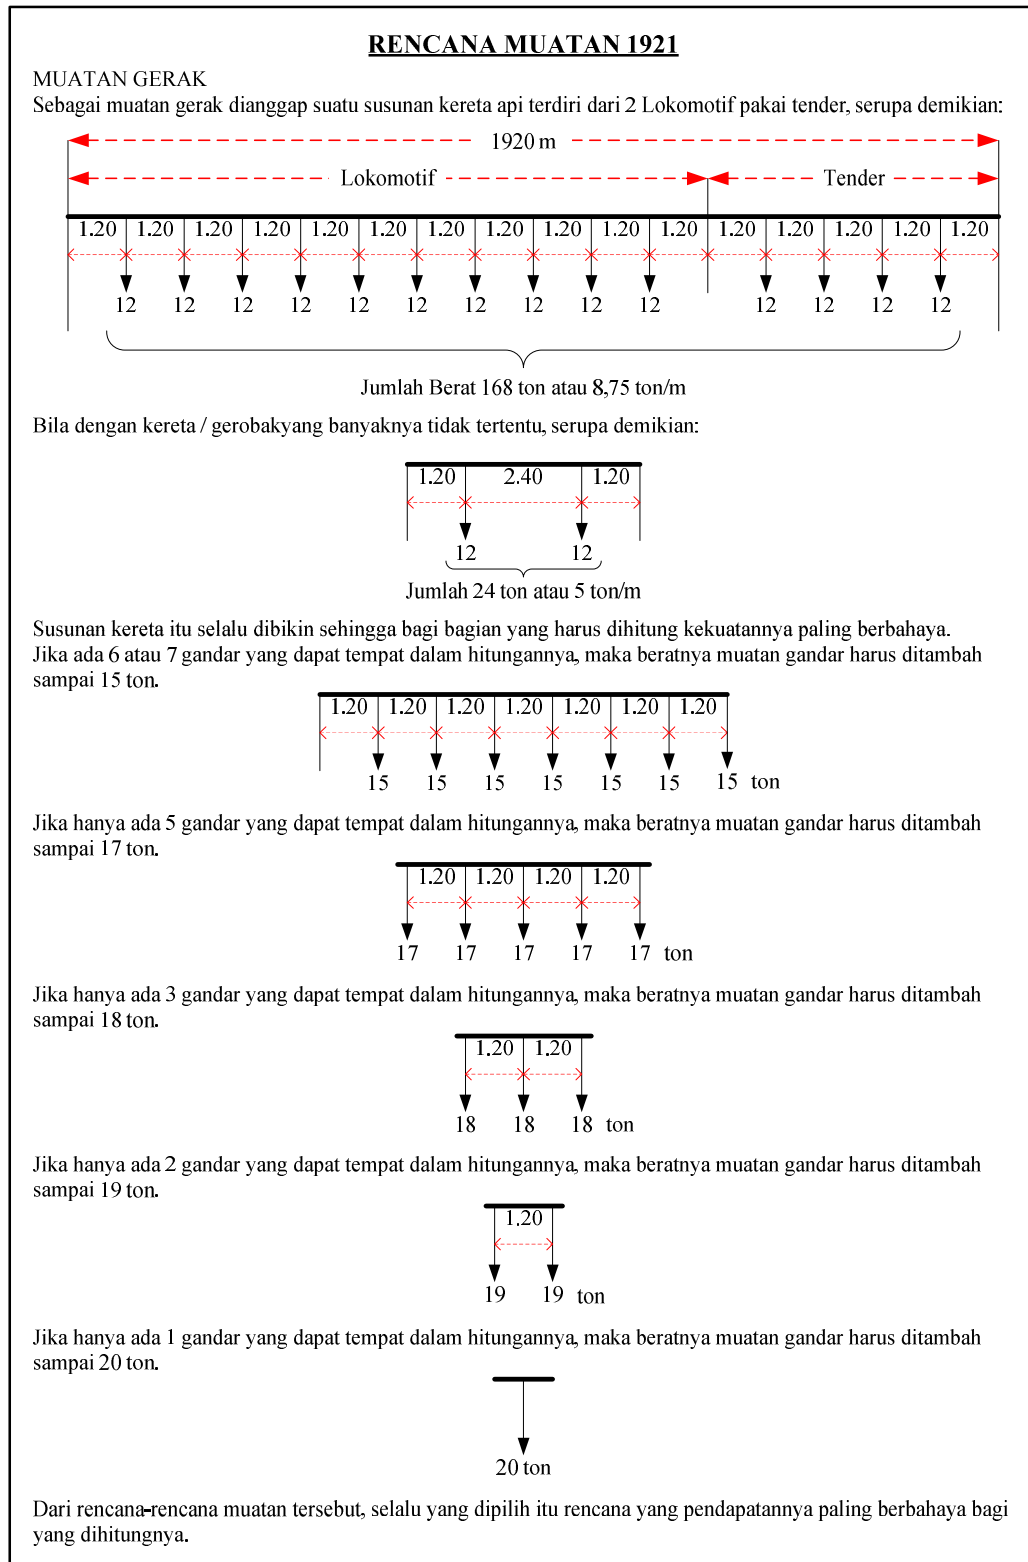 RENCANA MUATAN 1921
MUATAN GERAK
Sebagai muatan gerak dianggap suatu susunan kereta api terdiri dari 2 Lokomotif pakai tender, serupa demikian:
1920 m
Lokomotif Tender
1.20 1.20 1.20 1.20 1.20 1.20 1.20 1.20 1.20 1.20 1.20 1.20 1.20 1.20 1.20 1.20
12 12 12 12 12 12 12 12 12 12 12 12 12 12
Jumlah Berat 168 ton atau 8,75 ton/m
Bila dengan kereta / gerobakyang banyaknya tidak tertentu, serupa demikian:
1.20 2.40 1.20
12 12
Jumlah 24 ton atau 5 ton/m
Susunan kereta itu selalu dibikin sehingga bagi bagian yang harus dihitung kekuatannya paling berbahaya.
Jika ada 6 atau 7 gandar yang dapat tempat dalam hitungannya, maka beratnya muatan gandar harus ditambah
sampai 15 ton.
1.20 1.20 1.20 1.20 1.20 1.20 1.20
15 15 15 15 15 15 15 ton
Jika hanya ada 5 gandar yang dapat tempat dalam hitungannya, maka beratnya muatan gandar harus ditambah
sampai 17 ton.
1.20 1.20 1.20 1.20
17 17 17 17 17 ton
Jika hanya ada 3 gandar yang dapat tempat dalam hitungannya, maka beratnya muatan gandar harus ditambah
sampai 18 ton.
1.20 1.20
18 18 18 ton
Jika hanya ada 2 gandar yang dapat tempat dalam hitungannya, maka beratnya muatan gandar harus ditambah
sampai 19 ton.
1.20
19 19 ton
Jika hanya ada 1 gandar yang dapat tempat dalam hitungannya, maka beratnya muatan gandar harus ditambah
sampai 20 ton.
20 ton
Dari rencana-rencana muatan tersebut, selalu yang dipilih itu rencana yang pendapatannya paling berbahaya bagi
yang dihitungnya.